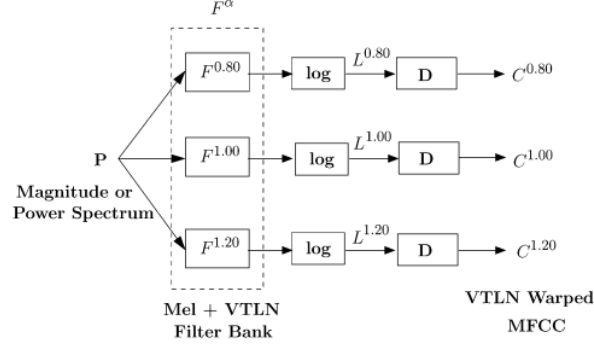 F^α
F^0.80 log L^0.80 D C^0.80
P F^1.00 log L^1.00 D C^1.00
Magnitude or
Power Spectrum
F^1.20 log L^1.20 D C^1.20
Mel + VTLN
Filter Bank
VTLN Warped
MFCC